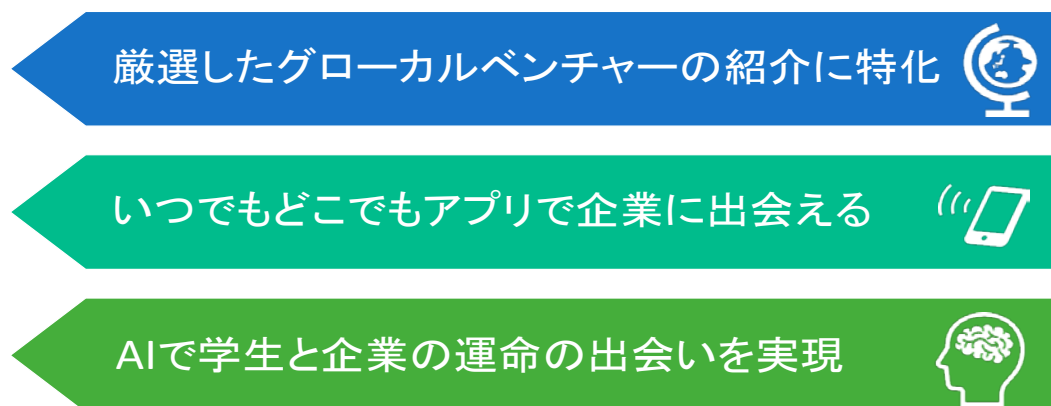 厳選したグローカルベンチャーの紹介に特化
いつでもどこでもアプリで企業に出会える
AIで学生と企業の運命の出会いを実現